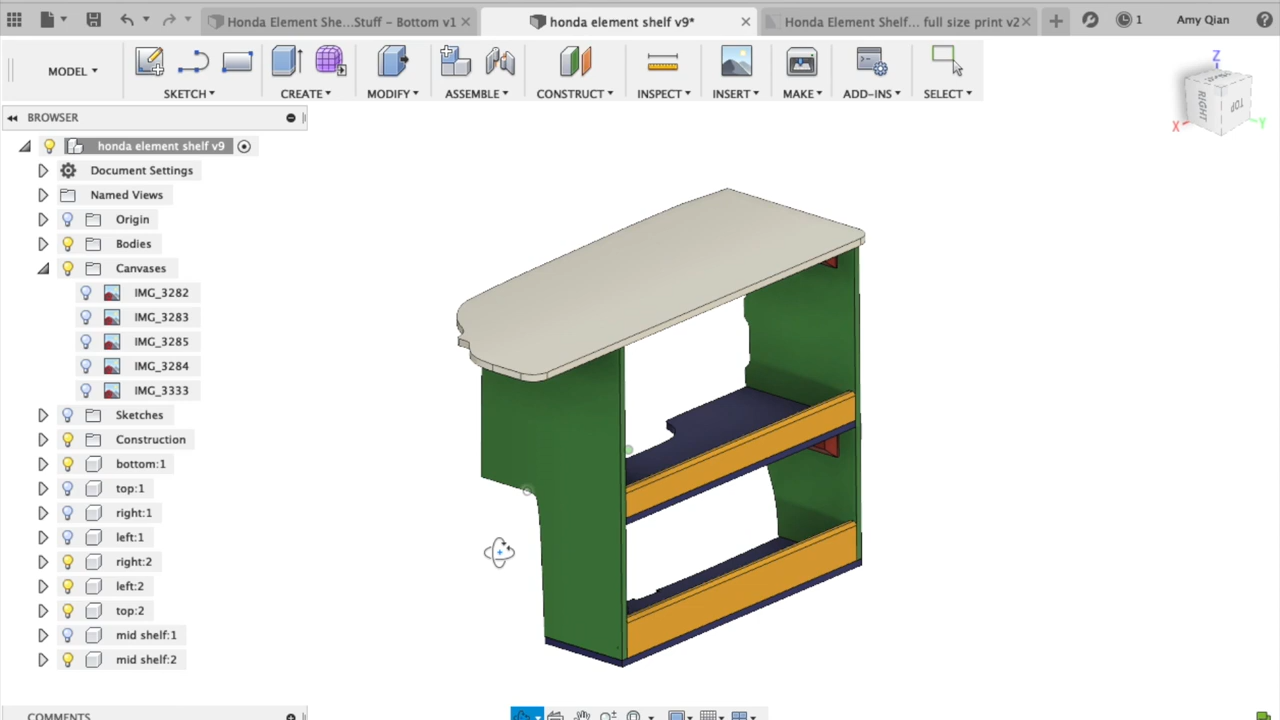 Honda Element She...Stuff - Bottom v1
honda element shelf v9*
Honda Element Shelf... full size print v2
1
Amy Qian
MODEL
SKETCH
CREATE
MODIFY
ASSEMBLE
CONSTRUCT
INSPECT
INSERT
MAKE
ADD-INS
SELECT
Z
RIGHT
TOP
X
Y
BROWSER
honda element shelf v9
Document Settings
Named Views
Origin
Bodies
Canvases
IMG_3282
IMG_3283
IMG_3285
IMG_3284
IMG_3333
Sketches
Construction
bottom:1
top:1
right:1
left:1
right:2
left:2
top:2
mid shelf:1
mid shelf:2
COMMENTS